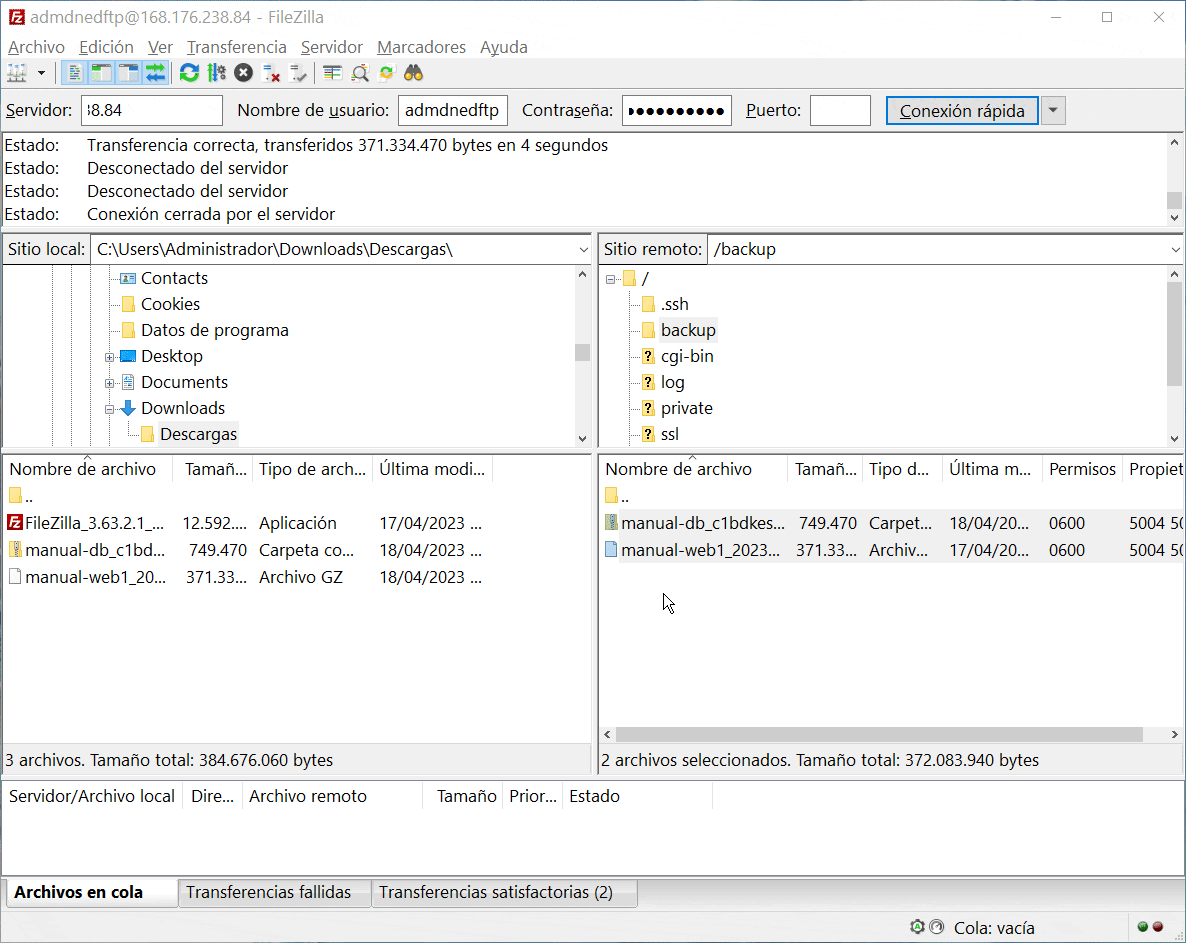 admdnedftp@168.176.238.84 - FileZilla
Archivo Edición Ver Transferencia Servidor Marcadores Ayuda
Servidor: 38.84 Nombre de usuario: admdnedftp Contraseña: ●●●●●●●●●● Puerto: Conexión rápida
Estado: Transferencia correcta, transferidos 371.334.470 bytes en 4 segundos
Estado: Desconectado del servidor
Estado: Desconectado del servidor
Estado: Conexión cerrada por el servidor
Sitio local: C:\Users\Administrador\Downloads\Descargas\
Contacts
Cookies
Datos de programa
Desktop
Documents
Downloads
Descargas
Sitio remoto: /backup
/
.ssh
backup
cgi-bin
log
private
ssl
Nombre de archivo Tamañ... Tipo de arch... Última modi...
..
FileZilla_3.63.2.1_... 12.592.... Aplicación 17/04/2023 ...
manual-db_c1bd... 749.470 Carpeta co... 18/04/2023 ...
manual-web1_20... 371.33... Archivo GZ 18/04/2023 ...
3 archivos. Tamaño total: 384.676.060 bytes
Nombre de archivo Tamañ... Tipo d... Última m... Permisos Propiet
..
manual-db_c1bdkes... 749.470 Carpet... 18/04/20... 0600 5004 50
manual-web1_2023... 371.33... Archiv... 17/04/20... 0600 5004 50
2 archivos seleccionados. Tamaño total: 372.083.940 bytes
Servidor/Archivo local Dire... Archivo remoto Tamaño Prior... Estado
Archivos en cola Transferencias fallidas Transferencias satisfactorias (2)
Cola: vacía